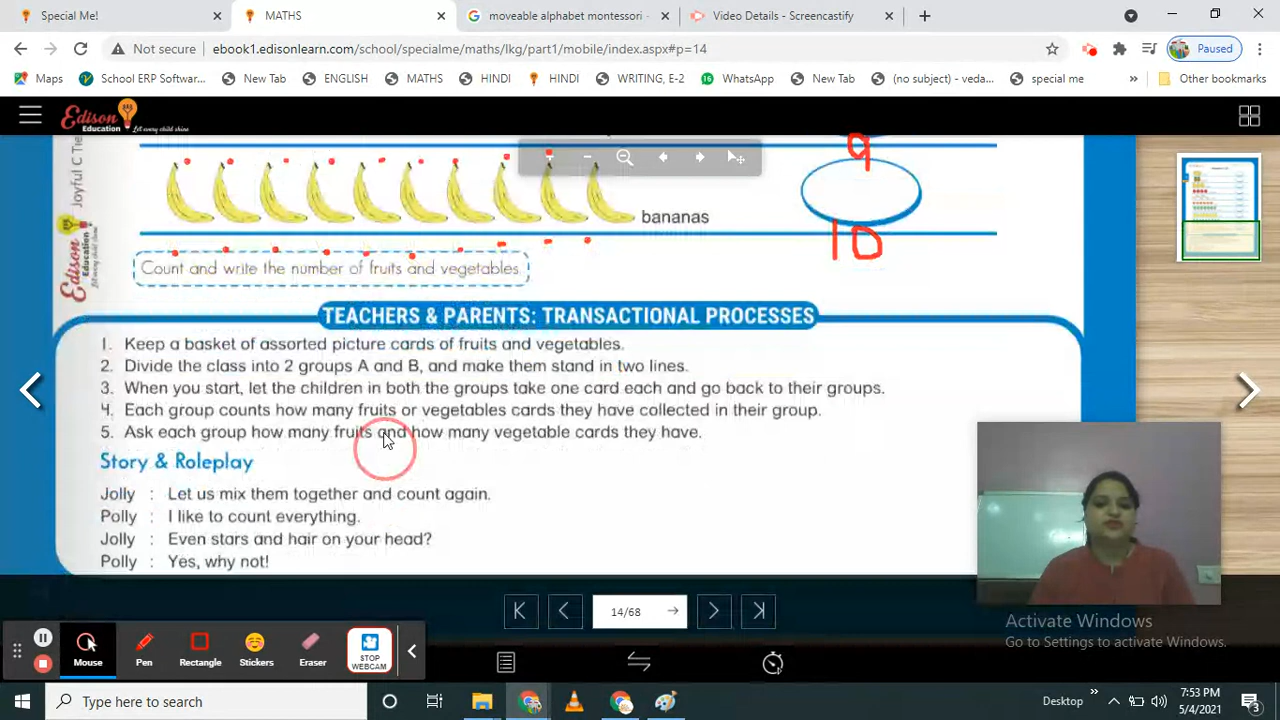 Special Me!
MATHS
moveable alphabet montessori -
Video Details - Screencastify
Not secure
ebook1.edisonlearn.com/school/specialme/maths/lkg/part1/mobile/index.aspx#p=14
Paused
Maps
School ERP Softwar...
New Tab
ENGLISH
MATHS
HINDI
HINDI
WRITING, E-2
WhatsApp
New Tab
(no subject) - veda...
special me
Other bookmarks
Edison
Education
Let every child shine
Joyful C Tie
Edison
Education
9
bananas
10
Count and write the number of fruits and vegetables.
TEACHERS & PARENTS: TRANSACTIONAL PROCESSES
1. Keep a basket of assorted picture cards of fruits and vegetables.
2. Divide the class into 2 groups A and B, and make them stand in two lines.
3. When you start, let the children in both the groups take one card each and go back to their groups.
4. Each group counts how many fruits or vegetables cards they have collected in their group.
5. Ask each group how many fruits and how many vegetable cards they have.
Story & Roleplay
Jolly : Let us mix them together and count again.
Polly : I like to count everything.
Jolly : Even stars and hair on your head?
Polly : Yes, why not!
14/68
Activate Windows
Go to Settings to activate Windows.
Mouse
Pen
Rectangle
Stickers
Eraser
STOP WEBCAM
Type here to search
Desktop
7:53 PM
5/4/2021
3